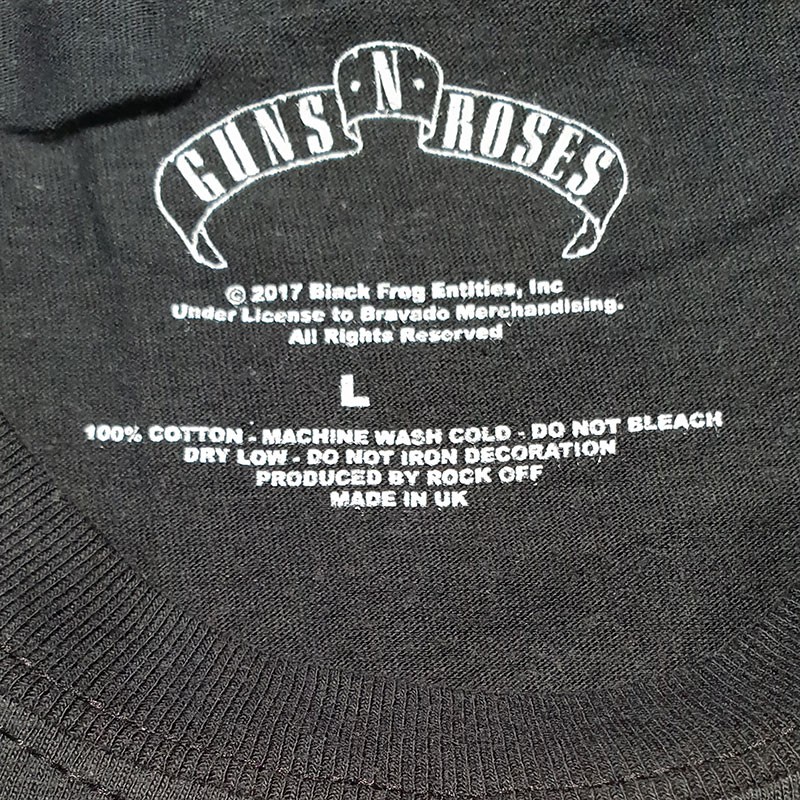 GUNS N' ROSES
© 2017 Black Frog Entities, Inc
Under License to Bravado Merchandising.
All Rights Reserved
L
100% COTTON - MACHINE WASH COLD - DO NOT BLEACH
DRY LOW - DO NOT IRON DECORATION
PRODUCED BY ROCK OFF
MADE IN UK